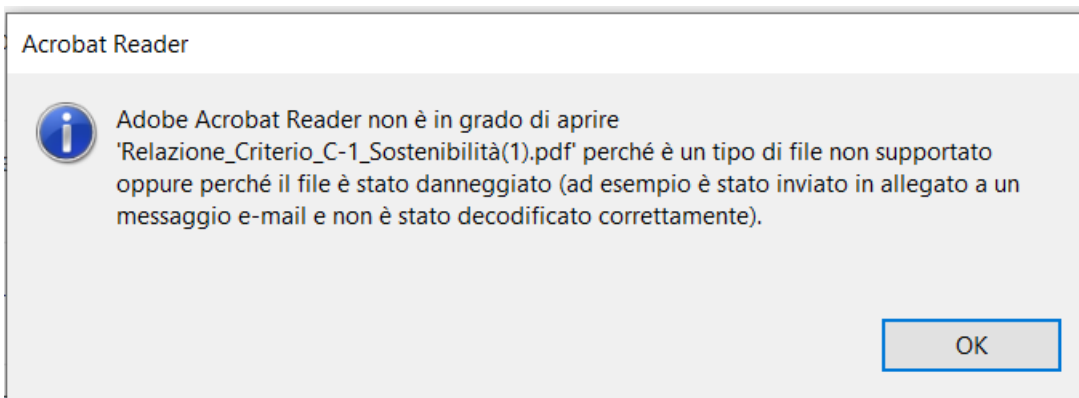 Acrobat Reader
Adobe Acrobat Reader non è in grado di aprire
'Relazione_Criterio_C-1_Sostenibilità(1).pdf' perché è un tipo di file non supportato
oppure perché il file è stato danneggiato (ad esempio è stato inviato in allegato a un
messaggio e-mail e non è stato decodificato correttamente).
OK